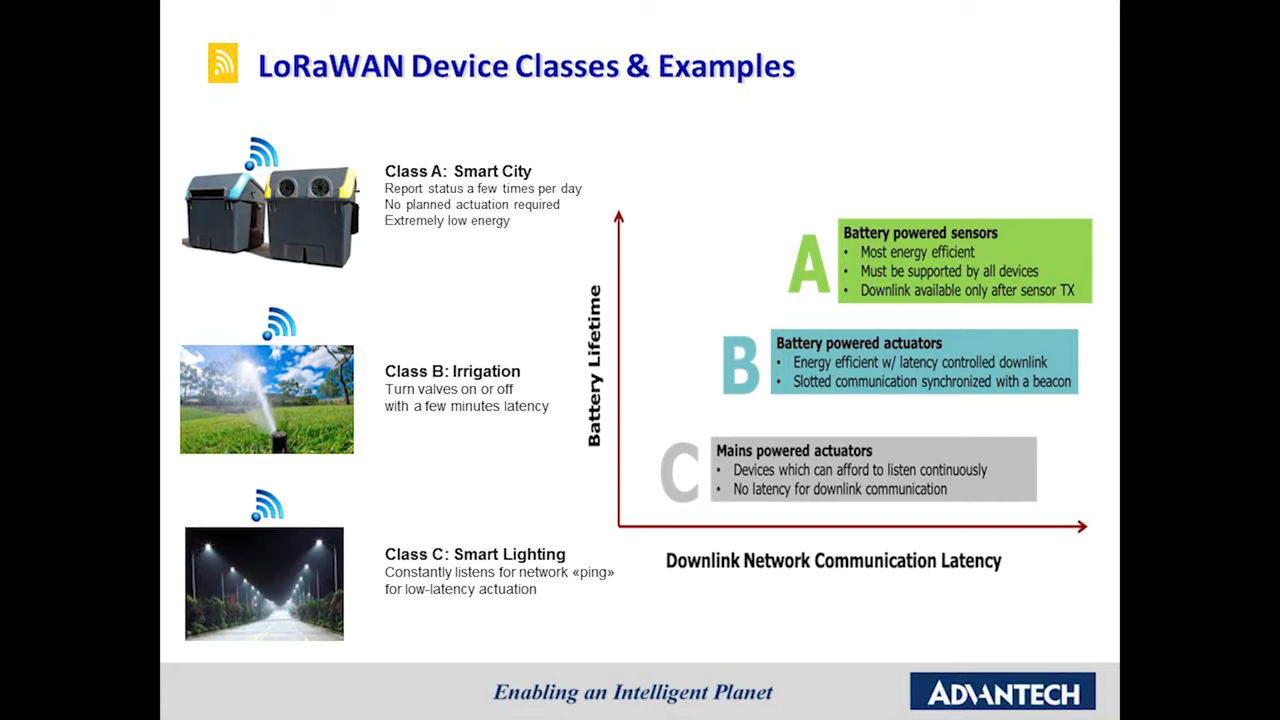 LoRaWAN Device Classes & Examples
Class A: Smart City
Report status a few times per day
No planned actuation required
Extremely low energy
Class B: Irrigation
Turn valves on or off
with a few minutes latency
Class C: Smart Lighting
Constantly listens for network «ping»
for low-latency actuation
Battery Lifetime
A
Battery powered sensors
• Most energy efficient
• Must be supported by all devices
• Downlink available only after sensor TX
B
Battery powered actuators
• Energy efficient w/ latency controlled downlink
• Slotted communication synchronized with a beacon
C
Mains powered actuators
• Devices which can afford to listen continuously
• No latency for downlink communication
Downlink Network Communication Latency
Enabling an Intelligent Planet
ADVANTECH